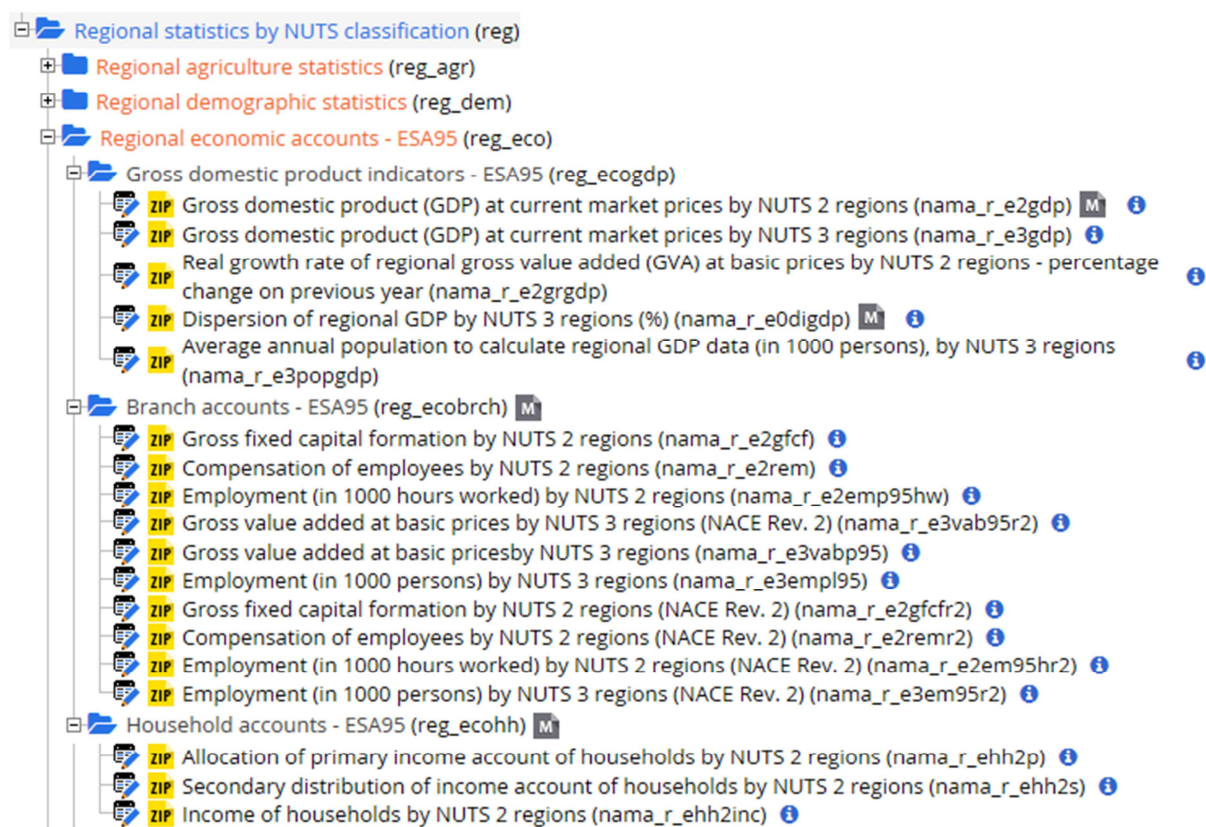 Regional statistics by NUTS classification (reg)
Regional agriculture statistics (reg_agr)
Regional demographic statistics (reg_dem)
Regional economic accounts - ESA95 (reg_eco)
Gross domestic product indicators - ESA95 (reg_ecogdp)
ZIP Gross domestic product (GDP) at current market prices by NUTS 2 regions (nama_r_e2gdp) M i
ZIP Gross domestic product (GDP) at current market prices by NUTS 3 regions (nama_r_e3gdp) i
ZIP Real growth rate of regional gross value added (GVA) at basic prices by NUTS 2 regions - percentage i
change on previous year (nama_r_e2grgdp)
ZIP Dispersion of regional GDP by NUTS 3 regions (%) (nama_r_e0digdp) M i
ZIP Average annual population to calculate regional GDP data (in 1000 persons), by NUTS 3 regions i
(nama_r_e3popgdp)
Branch accounts - ESA95 (reg_ecobrch) M
ZIP Gross fixed capital formation by NUTS 2 regions (nama_r_e2gfcf) i
ZIP Compensation of employees by NUTS 2 regions (nama_r_e2rem) i
ZIP Employment (in 1000 hours worked) by NUTS 2 regions (nama_r_e2emp95hw) i
ZIP Gross value added at basic prices by NUTS 3 regions (NACE Rev. 2) (nama_r_e3vab95r2) i
ZIP Gross value added at basic pricesby NUTS 3 regions (nama_r_e3vabp95) i
ZIP Employment (in 1000 persons) by NUTS 3 regions (nama_r_e3empl95) i
ZIP Gross fixed capital formation by NUTS 2 regions (NACE Rev. 2) (nama_r_e2gfcfr2) i
ZIP Compensation of employees by NUTS 2 regions (NACE Rev. 2) (nama_r_e2remr2) i
ZIP Employment (in 1000 hours worked) by NUTS 2 regions (NACE Rev. 2) (nama_r_e2em95hr2) i
ZIP Employment (in 1000 persons) by NUTS 3 regions (NACE Rev. 2) (nama_r_e3em95r2) i
Household accounts - ESA95 (reg_ecohh) M
ZIP Allocation of primary income account of households by NUTS 2 regions (nama_r_ehh2p) i
ZIP Secondary distribution of income account of households by NUTS 2 regions (nama_r_ehh2s) i
ZIP Income of households by NUTS 2 regions (nama_r_ehh2inc) i